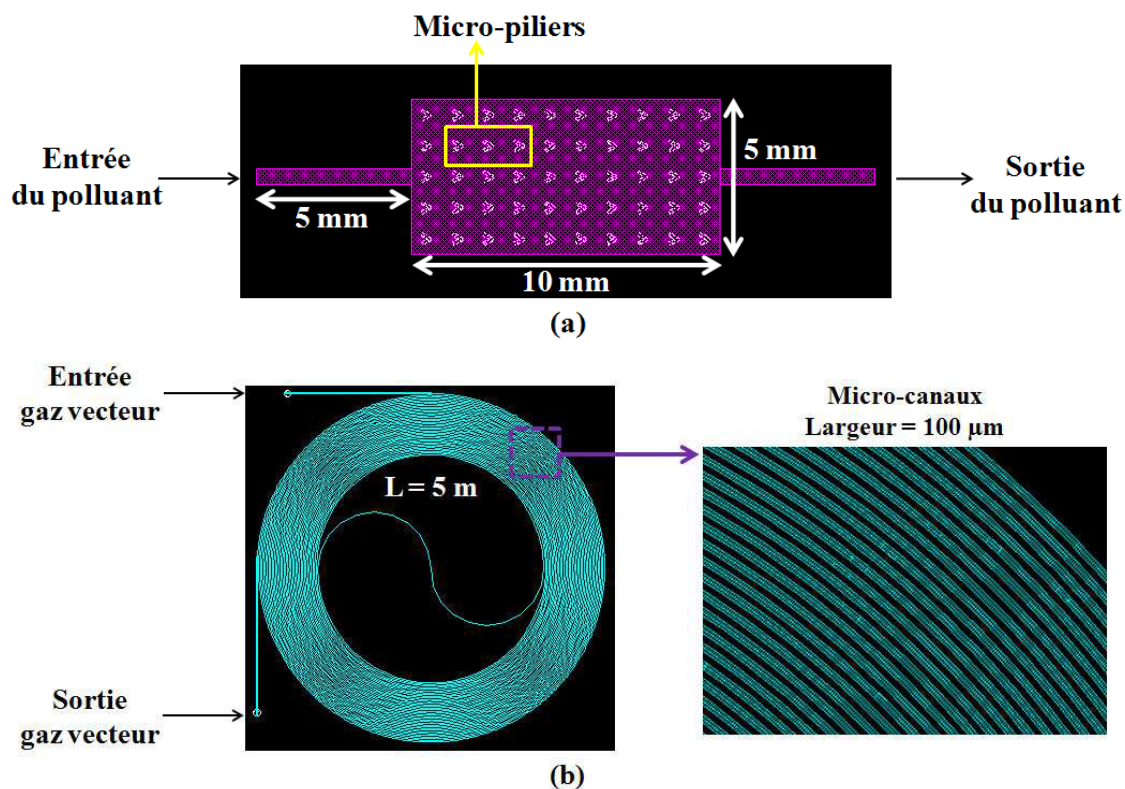 Micro-piliers
Entrée
du polluant
5 mm
5 mm
10 mm
Sortie
du polluant
(a)
Entrée
gaz vecteur
L = 5 m
Sortie
gaz vecteur
Micro-canaux
Largeur = 100 µm
(b)